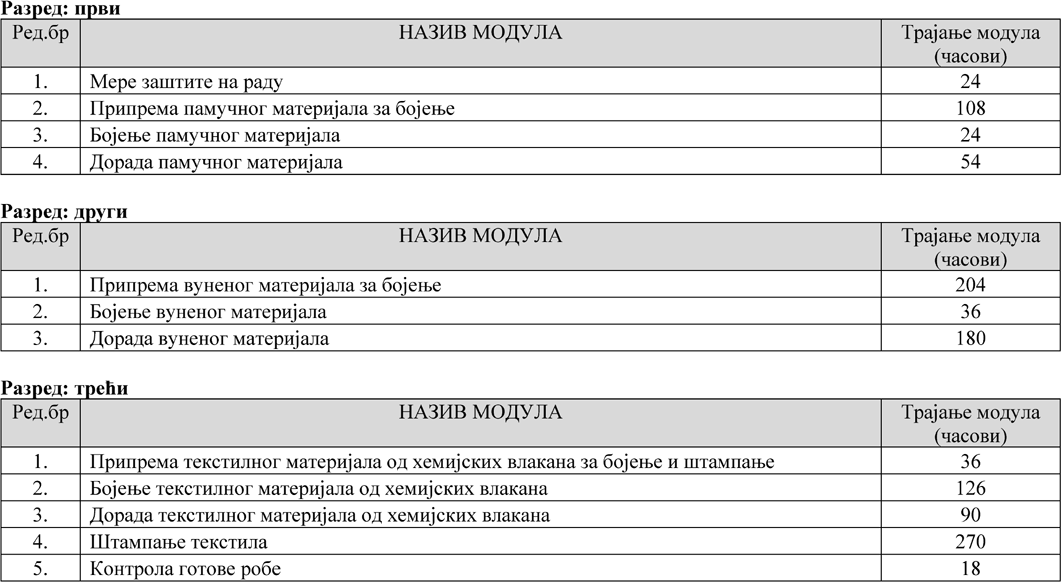 Разред: први
Ред.бр НАЗИВ МОДУЛА Трајање модула
(часови)
1. Мере заштите на раду 24
2. Припрема памучног материјала за бојење 108
3. Бојење памучног материјала 24
4. Дорада памучног материјала 54
Разред: други
Ред.бр НАЗИВ МОДУЛА Трајање модула
(часови)
1. Припрема вуненог материјала за бојење 204
2. Бојење вуненог материјала 36
3. Дорада вуненог материјала 180
Разред: трећи
Ред.бр НАЗИВ МОДУЛА Трајање модула
(часови)
1. Припрема текстилног материјала од хемијских влакана за бојење и штампање 36
2. Бојење текстилног материјала од хемијских влакана 126
3. Дорада текстилног материјала од хемијских влакана 90
4. Штампање текстила 270
5. Контрола готове робе 18